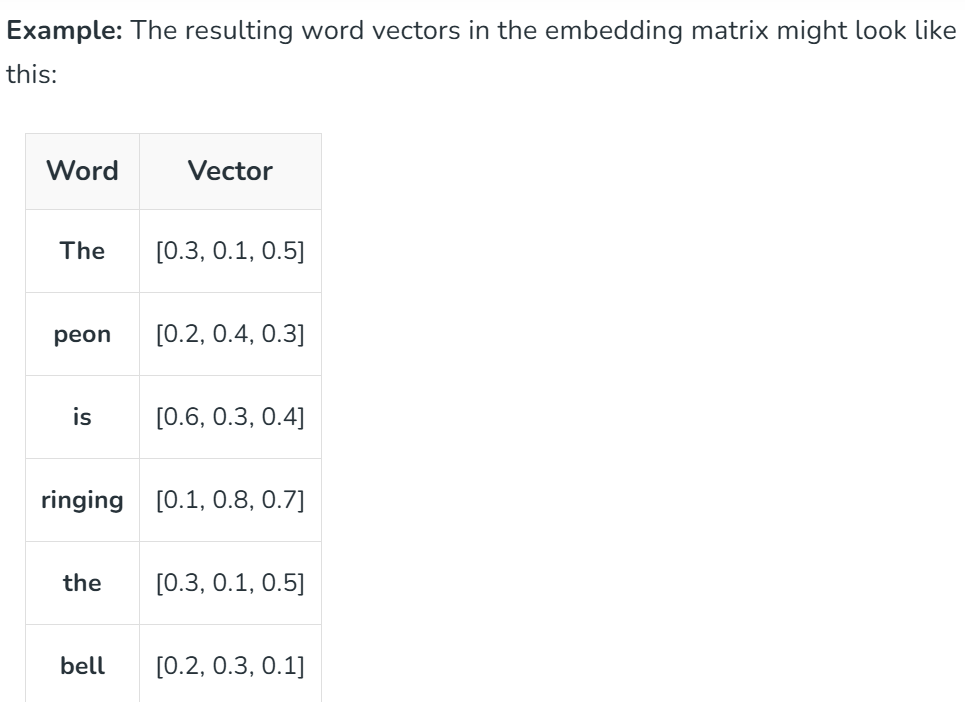 Example: The resulting word vectors in the embedding matrix might look like
this:
Word Vector
The [0.3, 0.1, 0.5]
peon [0.2, 0.4, 0.3]
is [0.6, 0.3, 0.4]
ringing [0.1, 0.8, 0.7]
the [0.3, 0.1, 0.5]
bell [0.2, 0.3, 0.1]